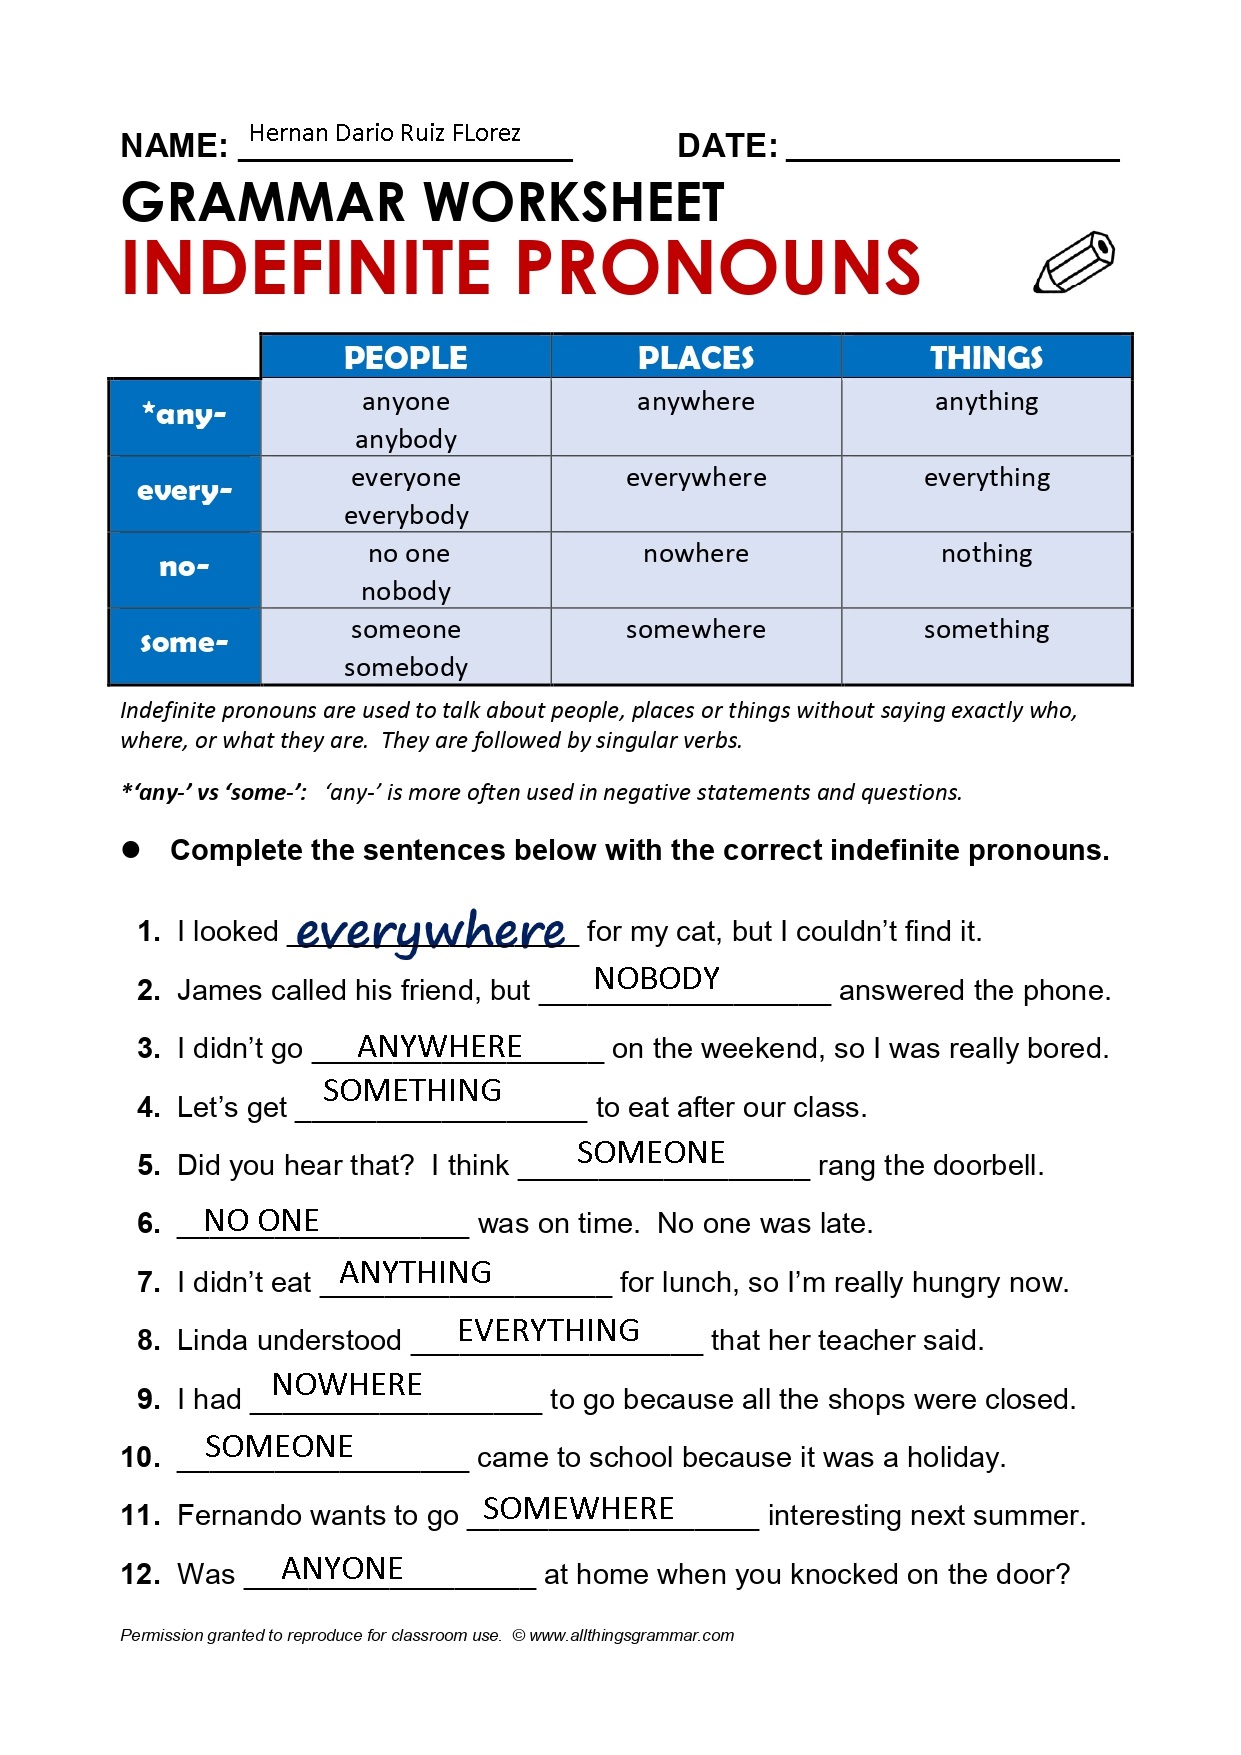 NAME: Hernan Dario Ruiz FLorez DATE: ____________________
GRAMMAR WORKSHEET
INDEFINITE PRONOUNS
PEOPLE PLACES THINGS
*any- anyone anywhere anything
anybody
every- everyone everywhere everything
everybody
no- no one nowhere nothing
nobody
some- someone somewhere something
somebody
Indefinite pronouns are used to talk about people, places or things without saying exactly who,
where, or what they are. They are followed by singular verbs.
*‘any-’ vs ‘some-’: ‘any-’ is more often used in negative statements and questions.
● Complete the sentences below with the correct indefinite pronouns.
1. I looked everywhere for my cat, but I couldn’t find it.
2. James called his friend, but NOBODY answered the phone.
3. I didn’t go ANYWHERE on the weekend, so I was really bored.
4. Let’s get SOMETHING to eat after our class.
5. Did you hear that? I think SOMEONE rang the doorbell.
6. NO ONE was on time. No one was late.
7. I didn’t eat ANYTHING for lunch, so I’m really hungry now.
8. Linda understood EVERYTHING that her teacher said.
9. I had NOWHERE to go because all the shops were closed.
10. SOMEONE came to school because it was a holiday.
11. Fernando wants to go SOMEWHERE interesting next summer.
12. Was ANYONE at home when you knocked on the door?
Permission granted to reproduce for classroom use. © www.allthingsgrammar.com